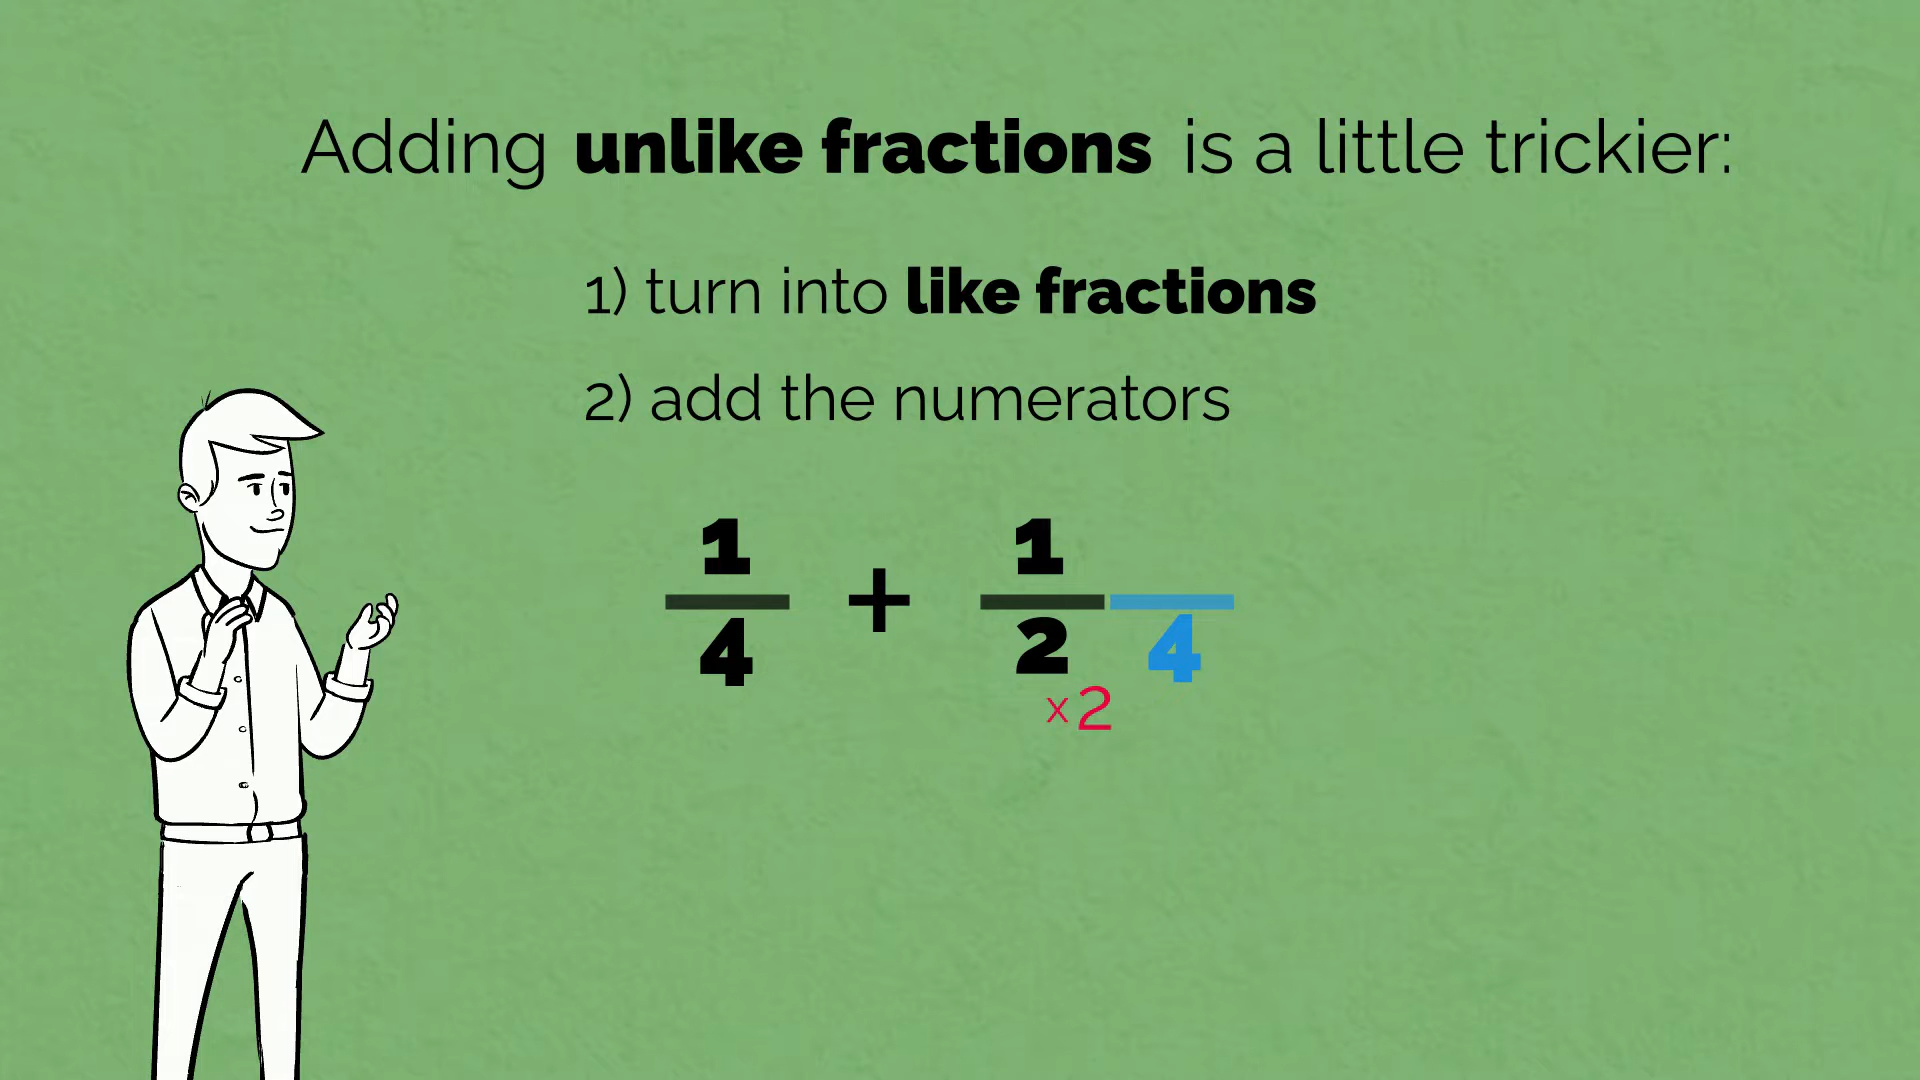 Adding unlike fractions is a little trickier:
1) turn into like fractions
2) add the numerators
1 1
+
4 2 4
x2